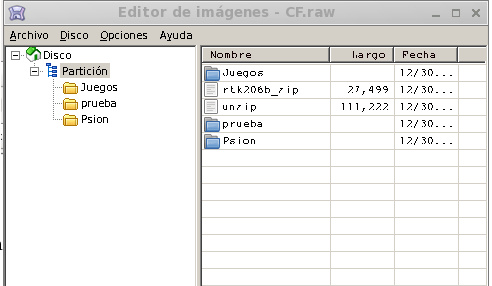 Editor de imágenes - CF.raw
Archivo Disco Opciones Ayuda
Disco
Partición
Juegos
prueba
Psion
Nombre largo Fecha
Juegos 12/30...
rtk206b_zip 27,499 12/30...
unzip 111,222 12/30...
prueba 12/30...
Psion 12/30...